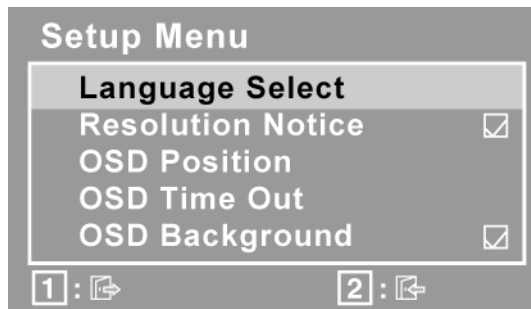 Setup Menu
Language Select
Resolution Notice
OSD Position
OSD Time Out
OSD Background
1 : 2 :